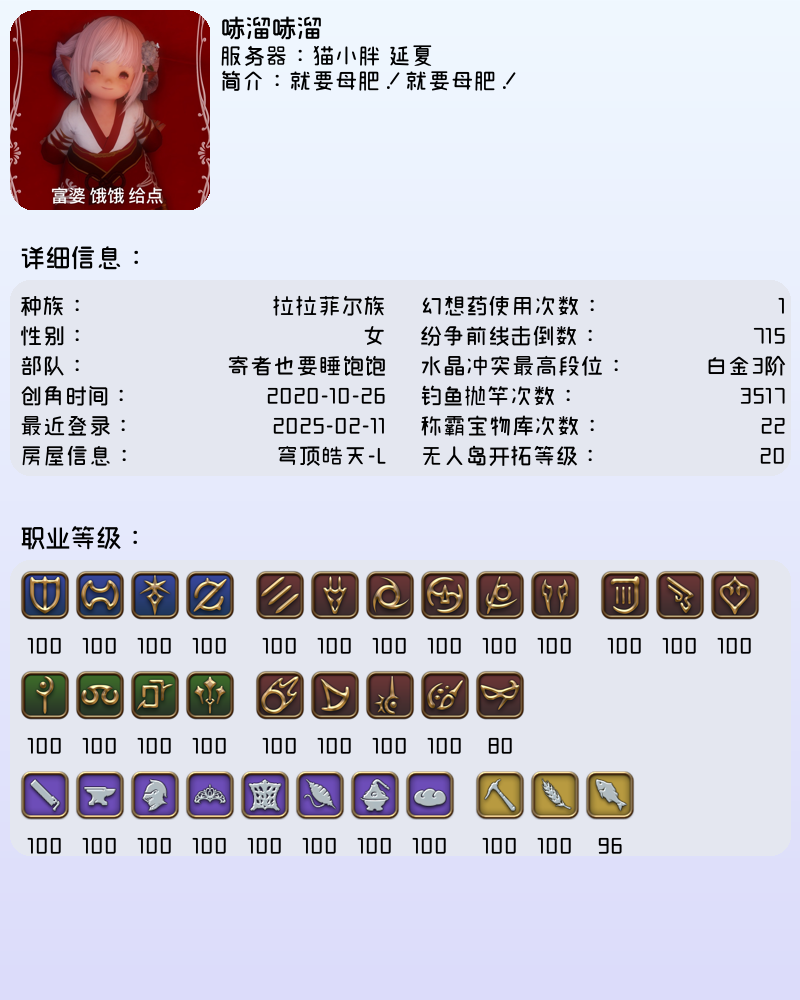 哧溜哧溜
服务器：猫小胖 延夏
简介：就要母肥！就要母肥！
富婆 饿饿 给点
详细信息：
种族： 拉拉菲尔族 幻想药使用次数： 1
性别： 女 纷争前线击倒数： 715
部队： 寄者也要睡饱饱 水晶冲突最高段位： 白金3阶
创角时间： 2020-10-26 钓鱼抛竿次数： 3517
最近登录： 2025-02-11 称霸宝物库次数： 22
房屋信息： 穹顶皓天-L 无人岛开拓等级： 20
职业等级：
100 100 100 100 100 100 100 100 100 100 100 100 100
100 100 100 100 100 100 100 100 80
100 100 100 100 100 100 100 100 100 100 96